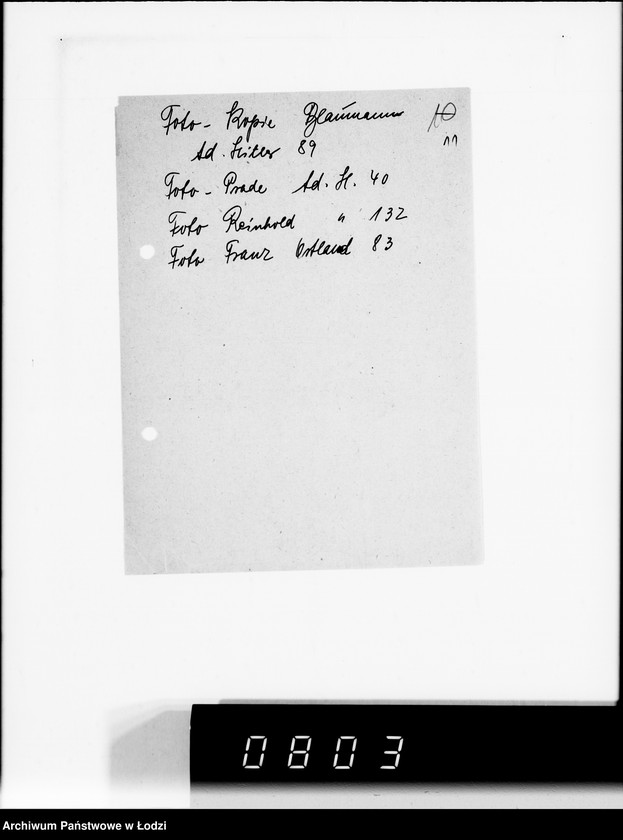 Foto - Kopie Blaumann 10
Ad. Hitler 89 11
Foto - Prade Ad. H. 40
Foto Reinhold " 132
Foto Franz Ostland 83
0803
Archiwum Państwowe w Łodzi